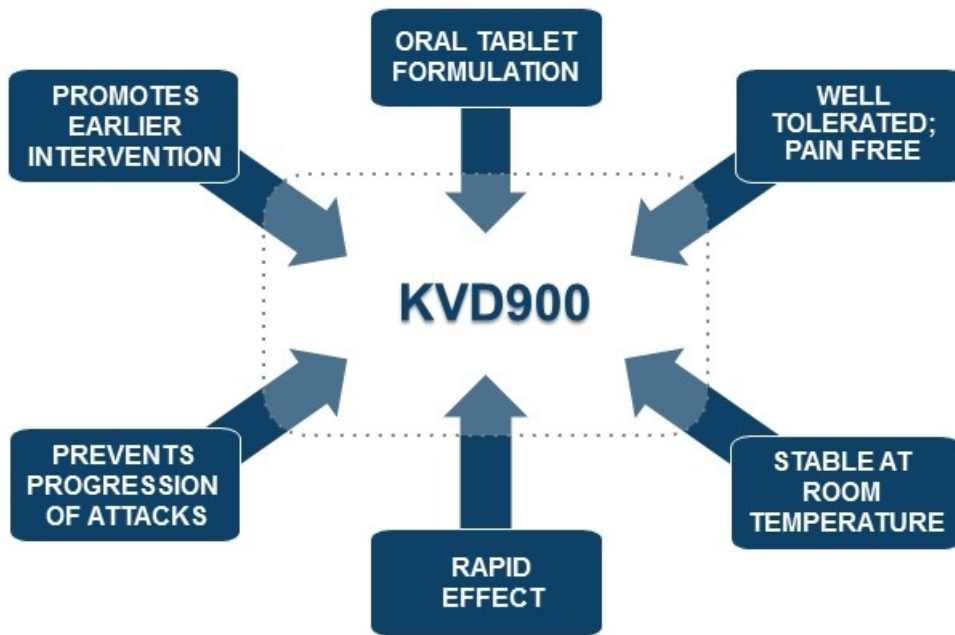 ORAL TABLET
FORMULATION
PROMOTES
EARLIER
INTERVENTION
WELL
TOLERATED;
PAIN FREE
KVD900
PREVENTS
PROGRESSION
OF ATTACKS
STABLE AT
ROOM
TEMPERATURE
RAPID
EFFECT